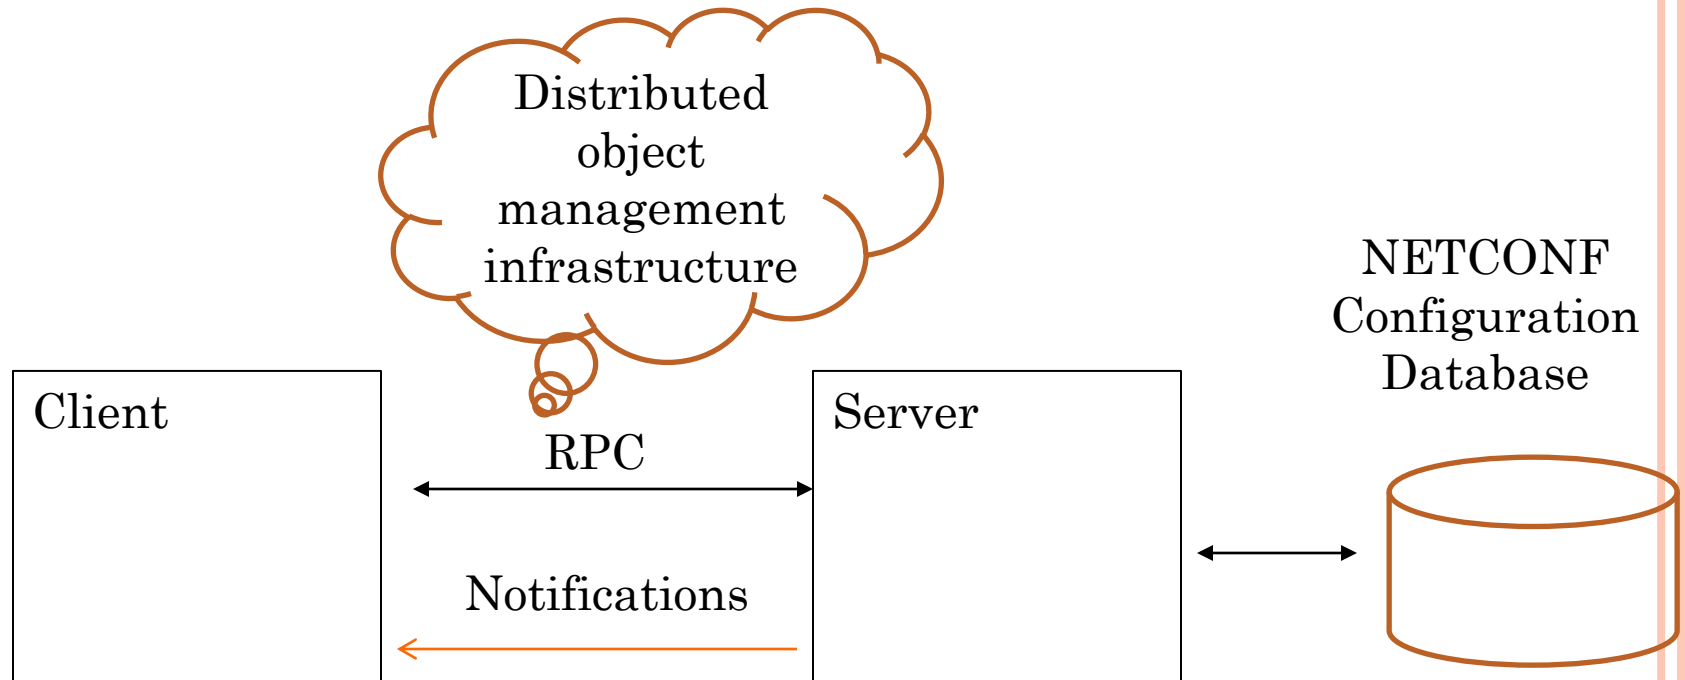 Distributed
object
management
infrastructure
NETCONF
Configuration
Database
Client
Server
RPC
Notifications